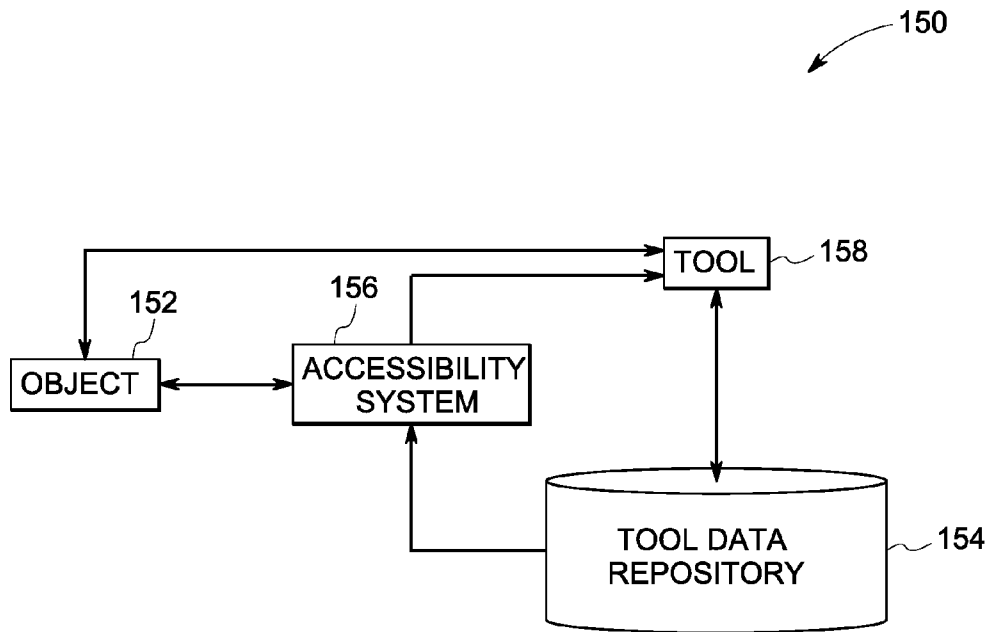 150
TOOL
158
152
156
OBJECT
ACCESSIBILITY
SYSTEM
TOOL DATA
REPOSITORY
154